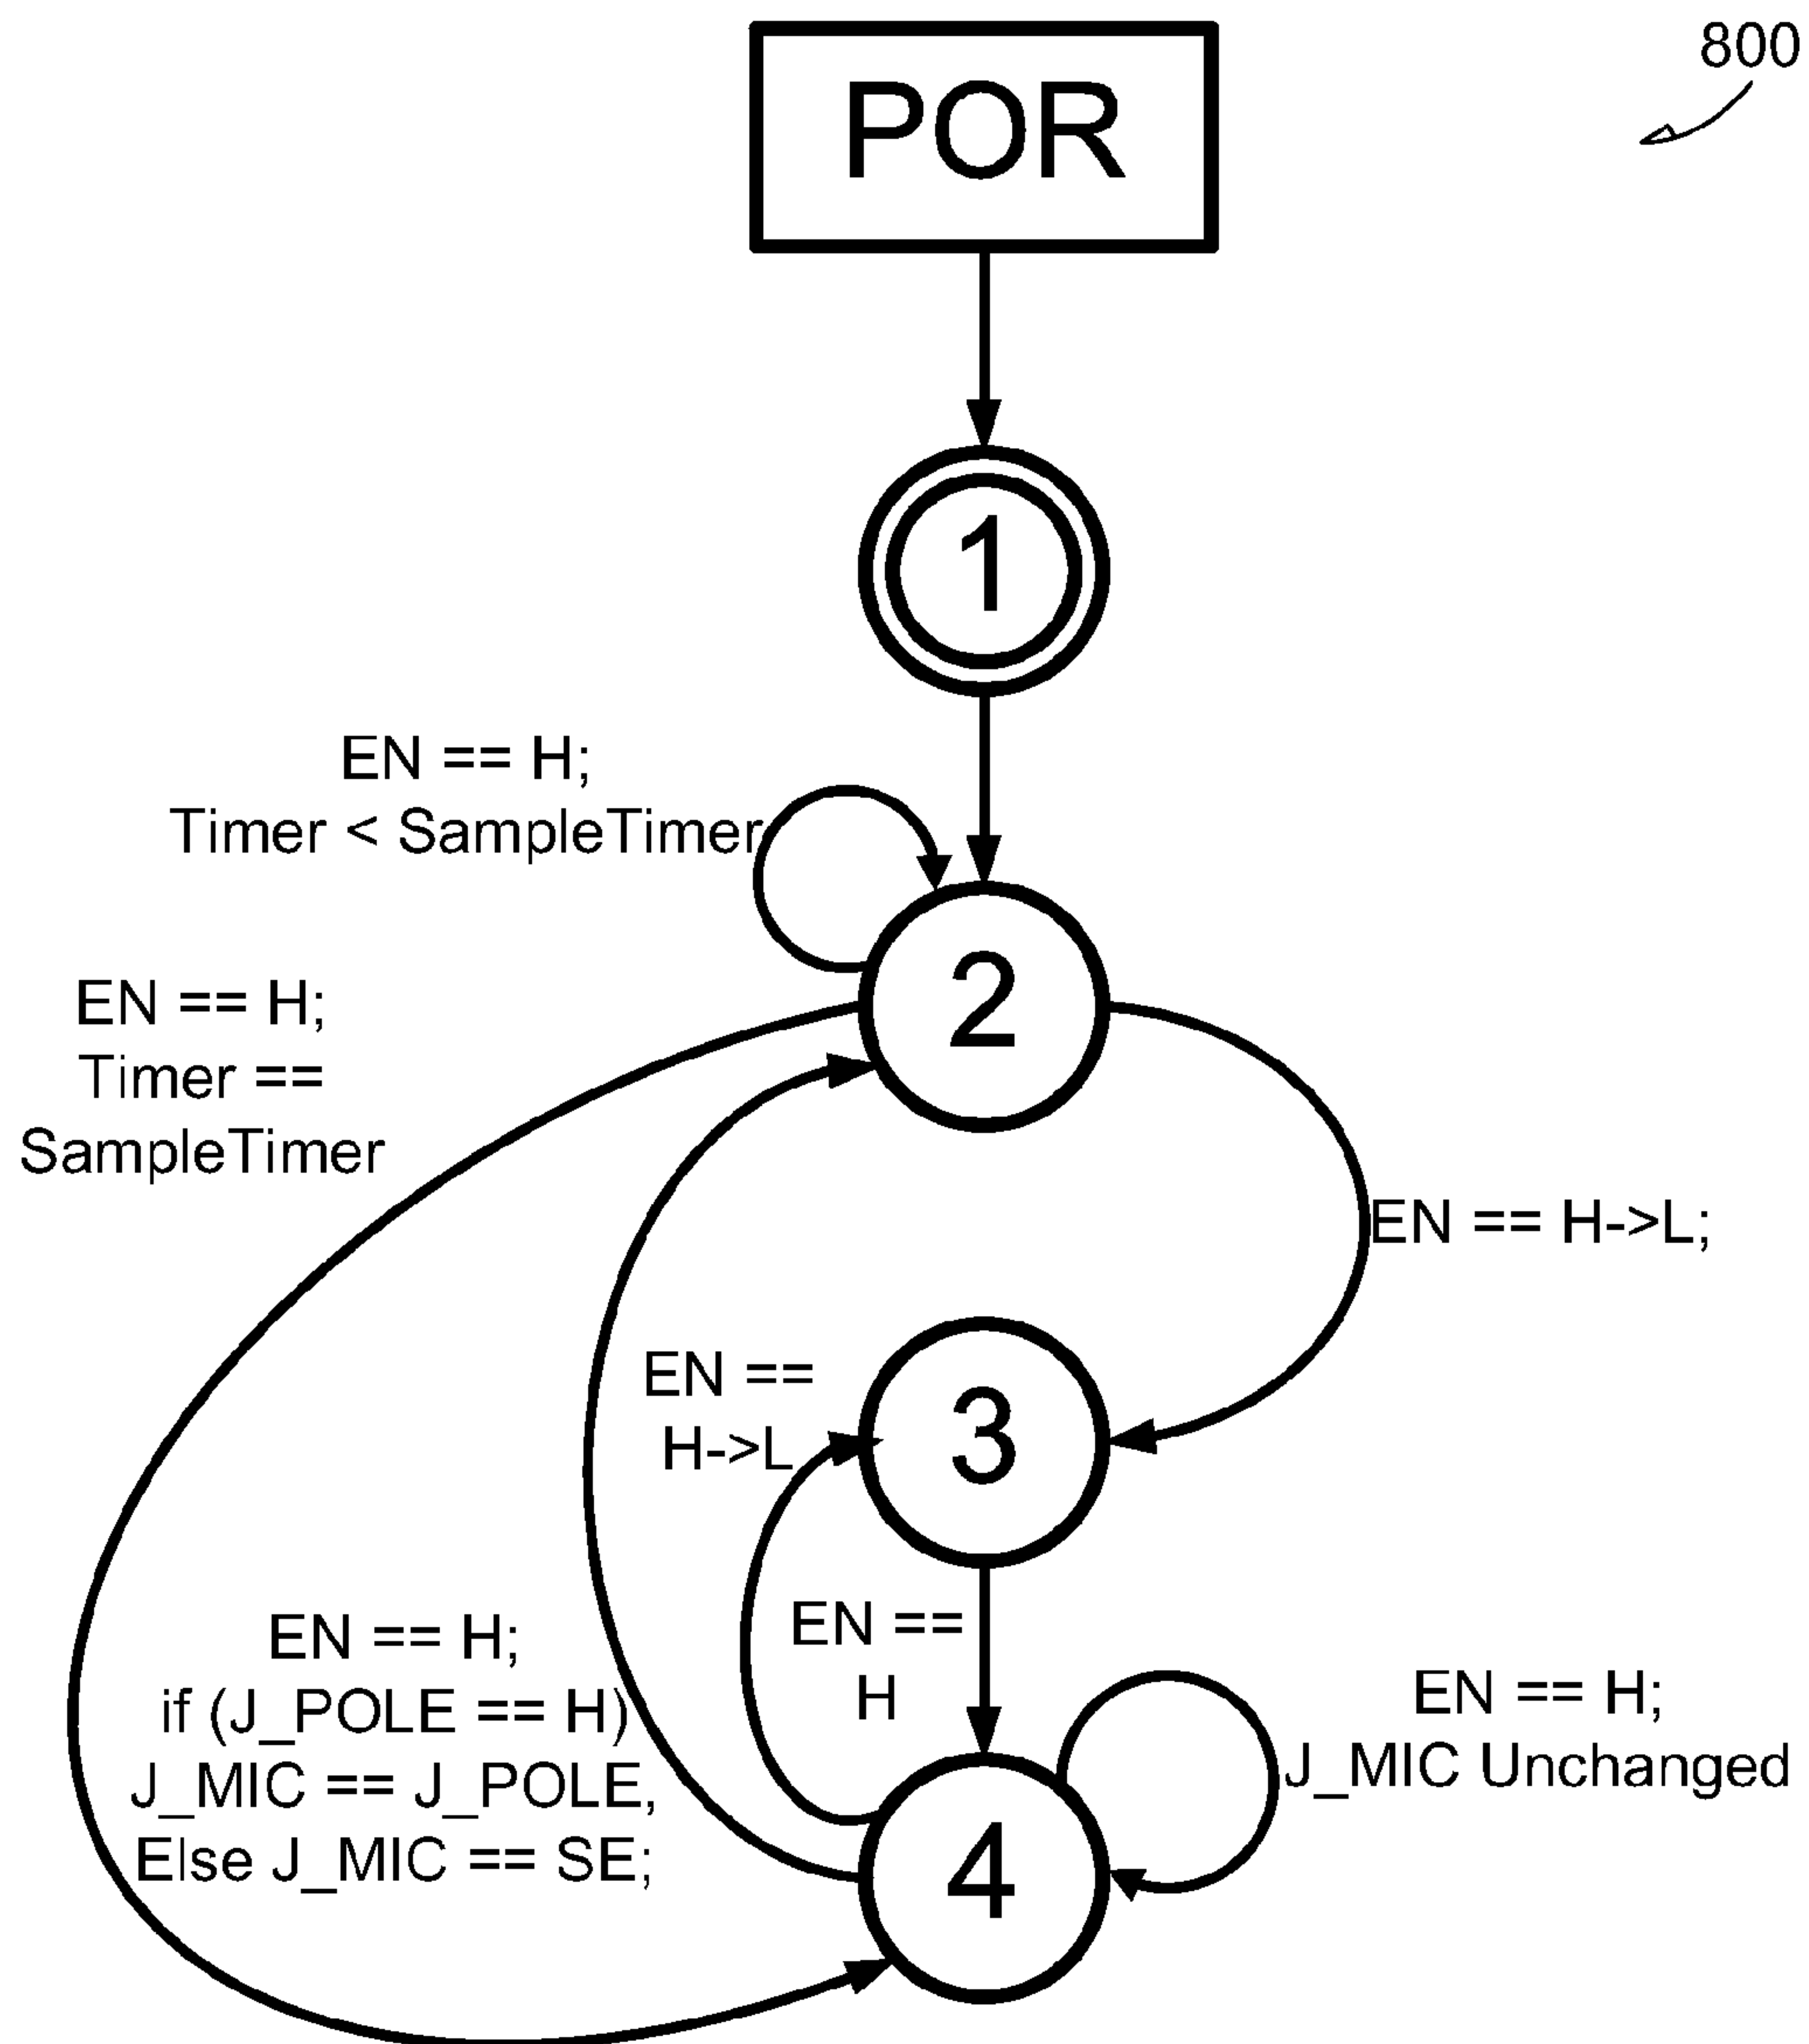 800
POR
1
EN == H;
Timer < SampleTimer
2
EN == H;
Timer ==
SampleTimer
EN == H->L;
EN ==
H->L
3
EN ==
H
EN == H;
if (J_POLE == H)
J_MIC == J_POLE,
Else J_MIC == SE;
EN == H;
J_MIC Unchanged
4